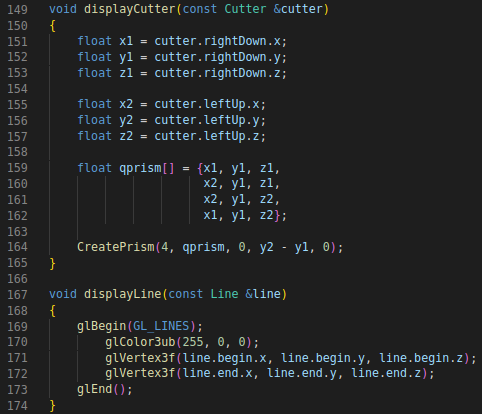 149 void displayCutter(const Cutter &cutter)
150 {
151     float x1 = cutter.rightDown.x;
152     float y1 = cutter.rightDown.y;
153     float z1 = cutter.rightDown.z;
154
155     float x2 = cutter.leftUp.x;
156     float y2 = cutter.leftUp.y;
157     float z2 = cutter.leftUp.z;
158
159     float qprism[] = {x1, y1, z1,
160                       x2, y1, z1,
161                       x2, y1, z2,
162                       x1, y1, z2};
163
164     CreatePrism(4, qprism, 0, y2 - y1, 0);
165 }
166
167 void displayLine(const Line &line)
168 {
169     glBegin(GL_LINES);
170         glColor3ub(255, 0, 0);
171         glVertex3f(line.begin.x, line.begin.y, line.begin.z);
172         glVertex3f(line.end.x, line.end.y, line.end.z);
173     glEnd();
174 }